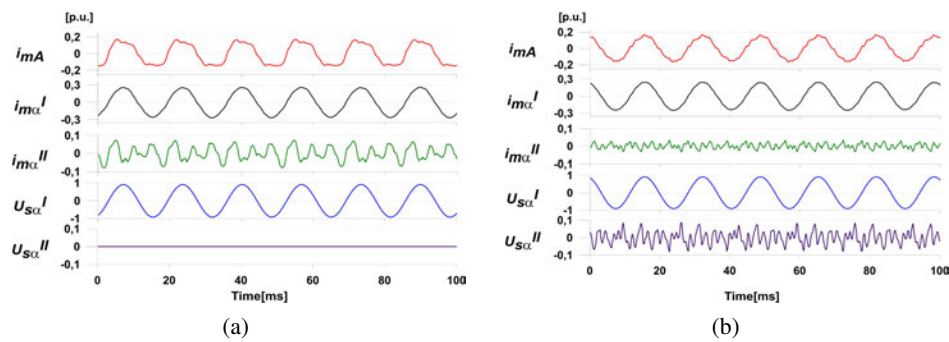 [p.u.]
imA
0,2
0
-0,2
imαI
0,3
0
-0,3
imαII
0,1
0
-0,1
UsαI
1
0
-1
UsαII
0,1
0
-0,1
0 20 40 60 80 100
Time[ms]
(a)
[p.u.]
imA
0,2
0
-0,2
imαI
0,3
0
-0,3
imαII
0,1
0
-0,1
UsαI
1
0
-1
UsαII
0,1
0
-0,1
0 20 40 60 80 100
Time[ms]
(b)